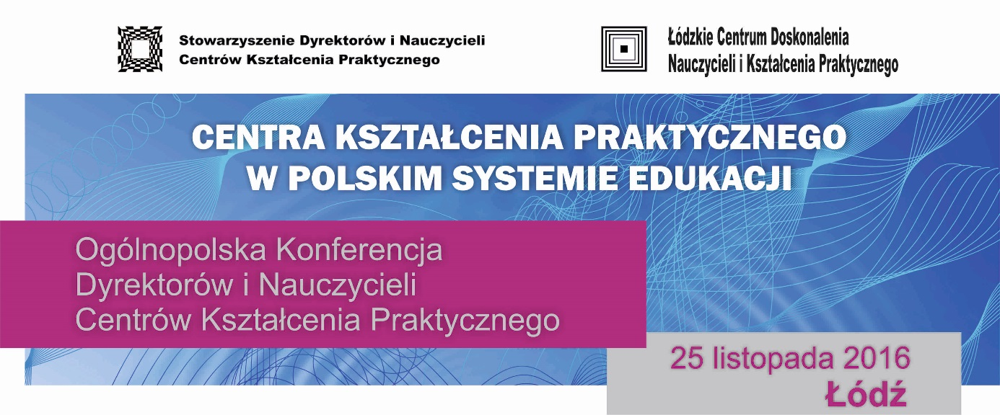 Stowarzyszenie Dyrektorów i Nauczycieli
Centrów Kształcenia Praktycznego
Łódzkie Centrum Doskonalenia
Nauczycieli i Kształcenia Praktycznego
CENTRA KSZTAŁCENIA PRAKTYCZNEGO
W POLSKIM SYSTEMIE EDUKACJI
Ogólnopolska Konferencja
Dyrektorów i Nauczycieli
Centrów Kształcenia Praktycznego
25 listopada 2016
Łódź